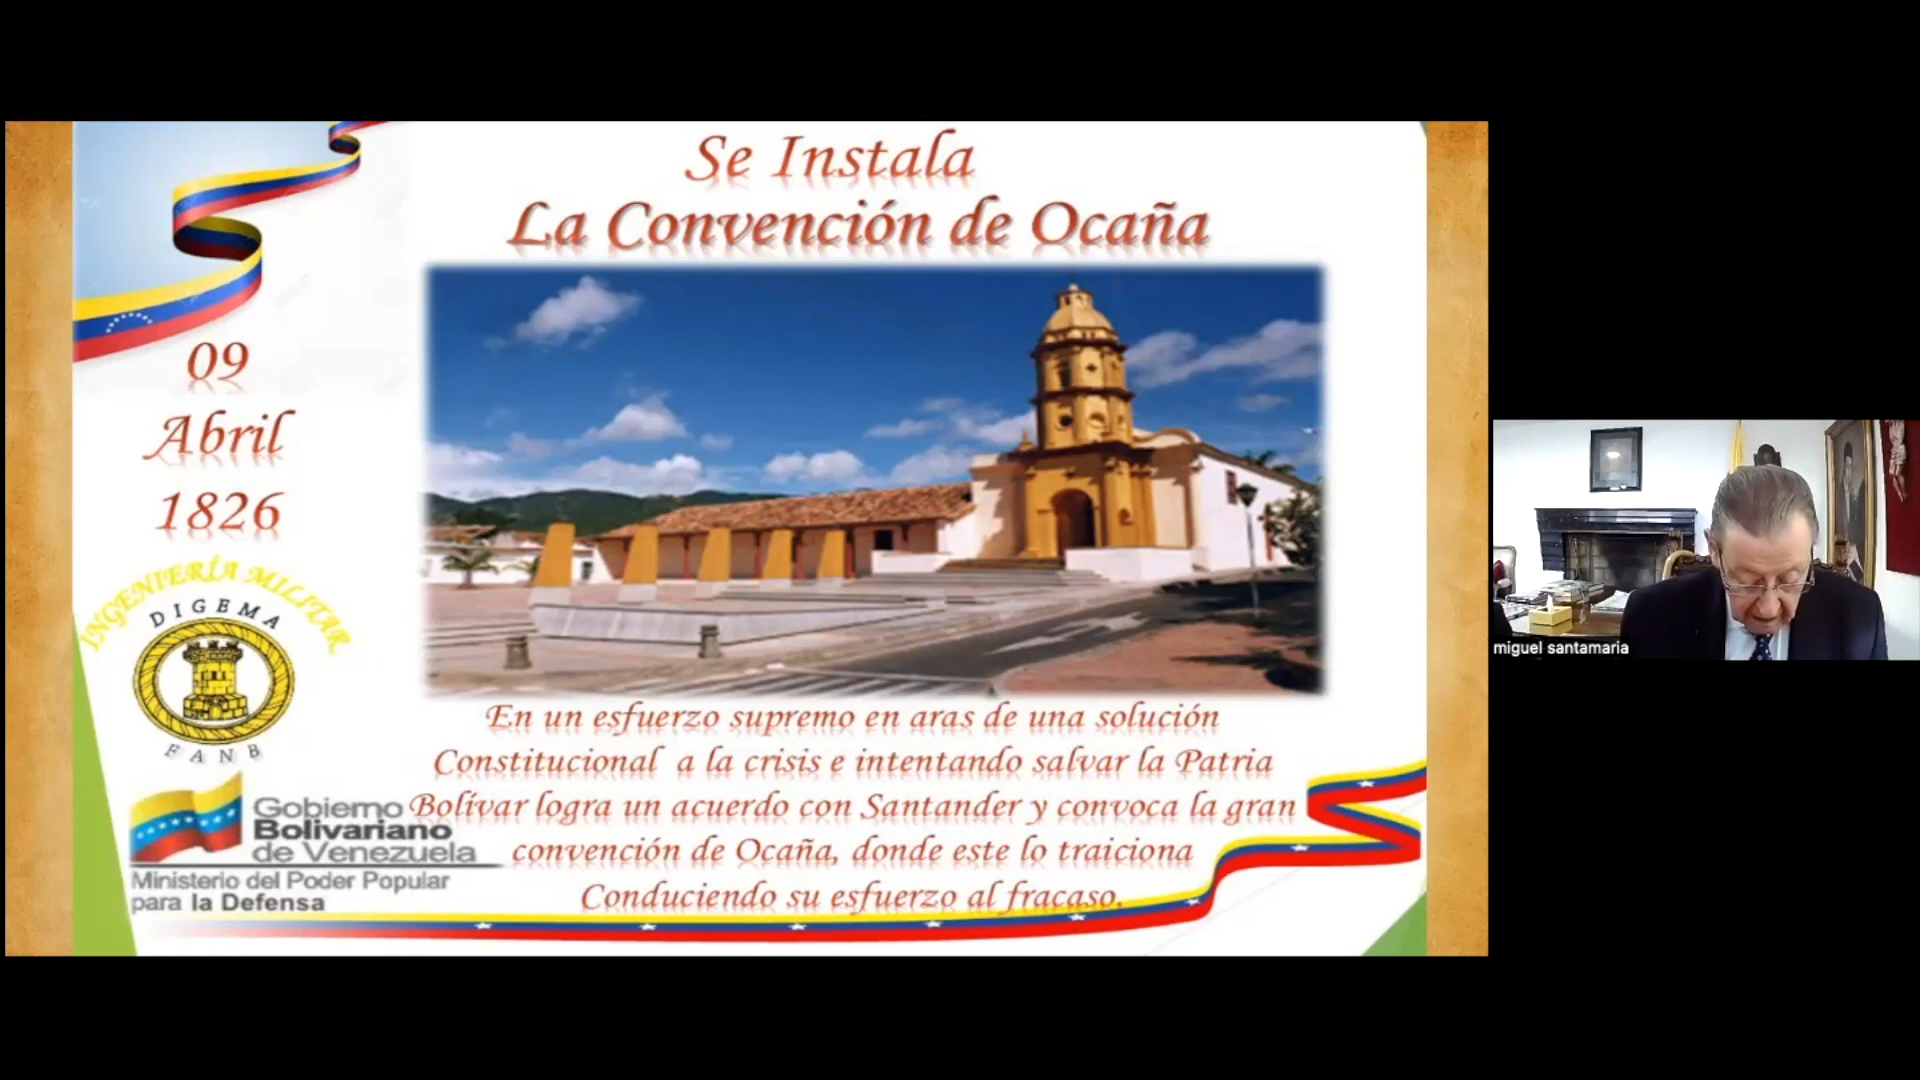 Se Instala
La Convención de Ocaña
09
Abril
1826
INGENIERÍA MILITAR
DIGEMA
FANB
Gobierno
Bolivariano
de Venezuela
Ministerio del Poder Popular
para la Defensa
En un esfuerzo supremo en aras de una solución
Constitucional a la crisis e intentando salvar la Patria
Bolívar logra un acuerdo con Santander y convoca la gran
convención de Ocaña, donde este lo traiciona
Conduciendo su esfuerzo al fracaso.
miguel santamaria